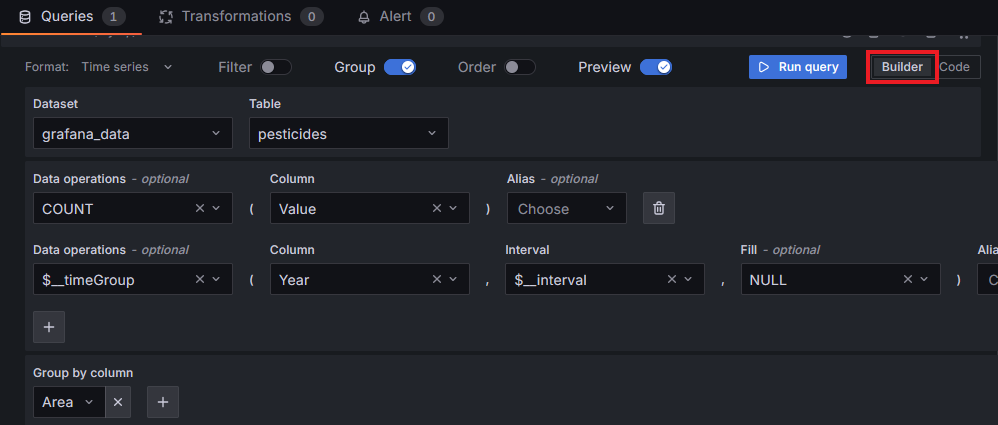 Queries 1 Transformations 0 Alert 0
Format: Time series Filter Group Order Preview Run query Builder Code
Dataset Table
grafana_data pesticides
Data operations - optional Column Alias - optional
COUNT ( Value ) Choose
Data operations - optional Column Interval Fill - optional Alia
$__timeGroup ( Year , $__interval , NULL ) C
+
Group by column
Area × +